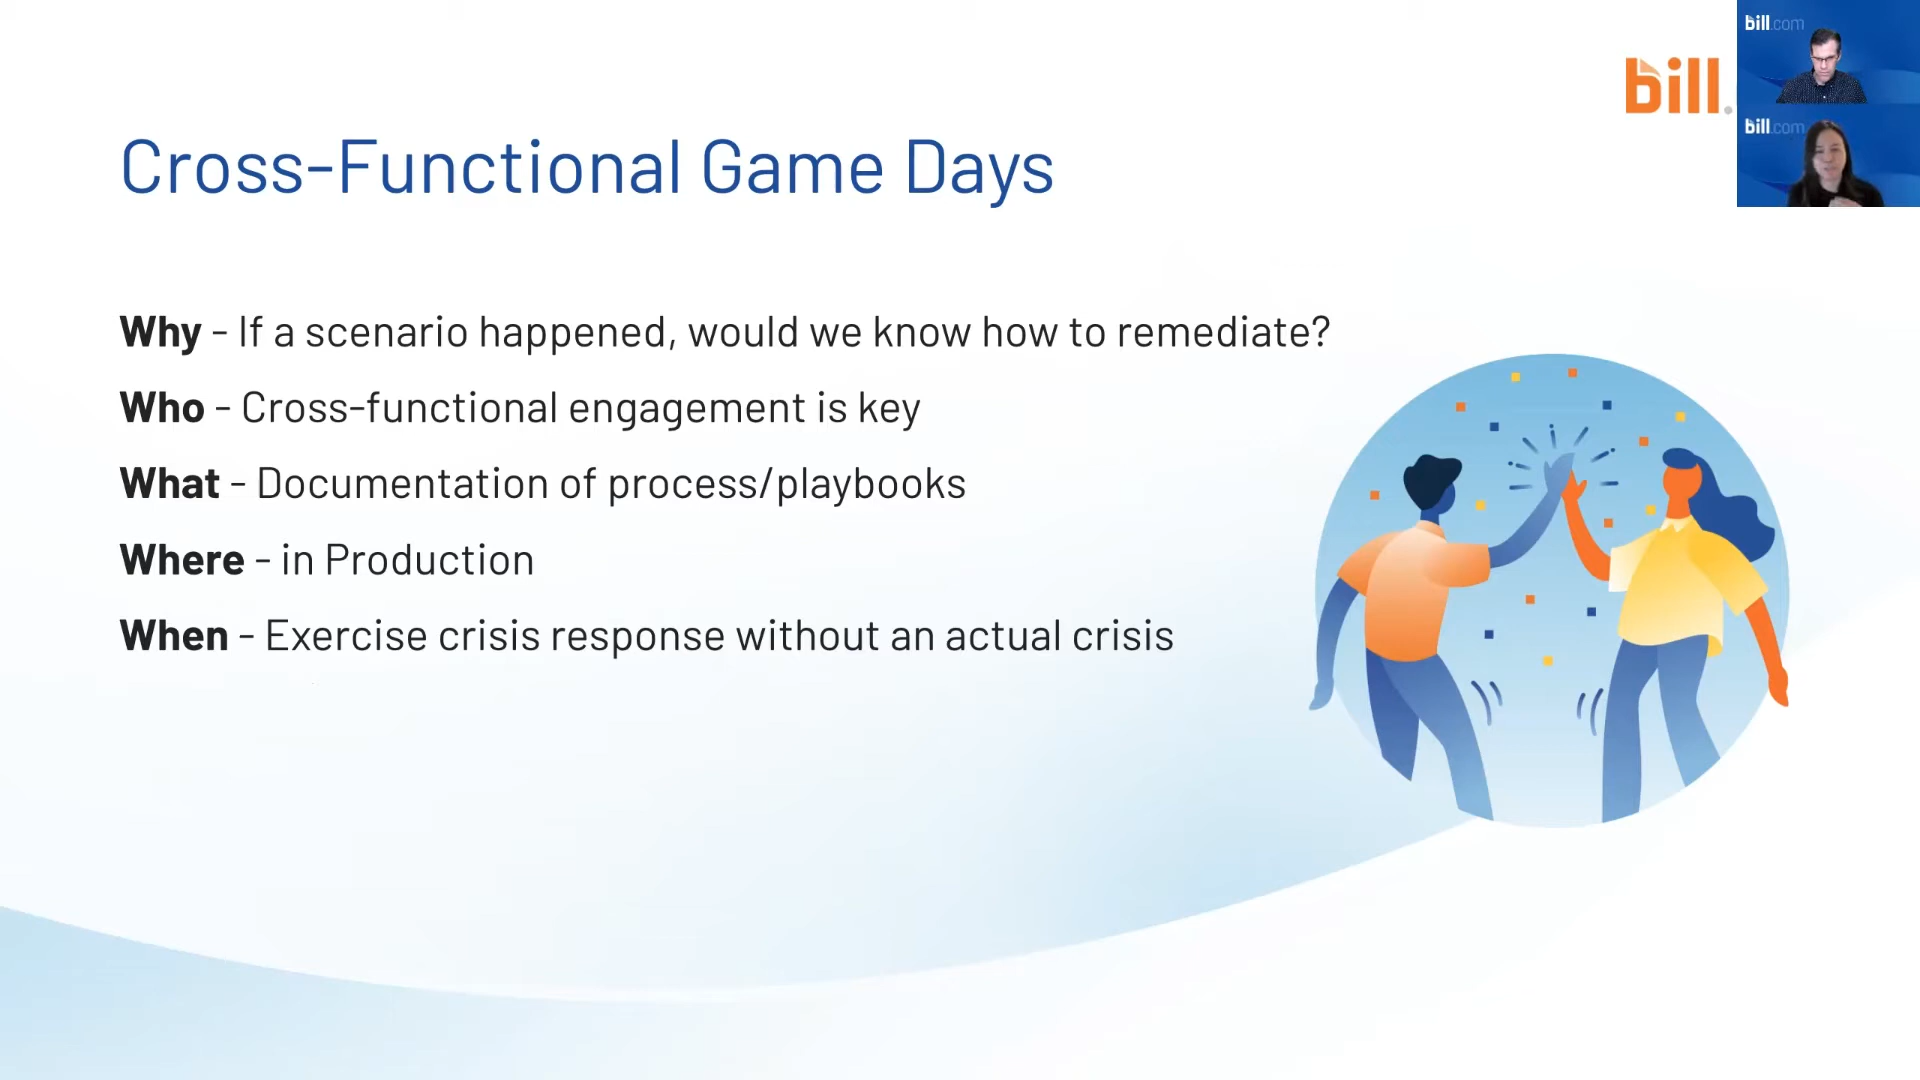 bill.
bill.com
bill.com
Cross-Functional Game Days
Why - If a scenario happened, would we know how to remediate?
Who - Cross-functional engagement is key
What - Documentation of process/playbooks
Where - in Production
When - Exercise crisis response without an actual crisis